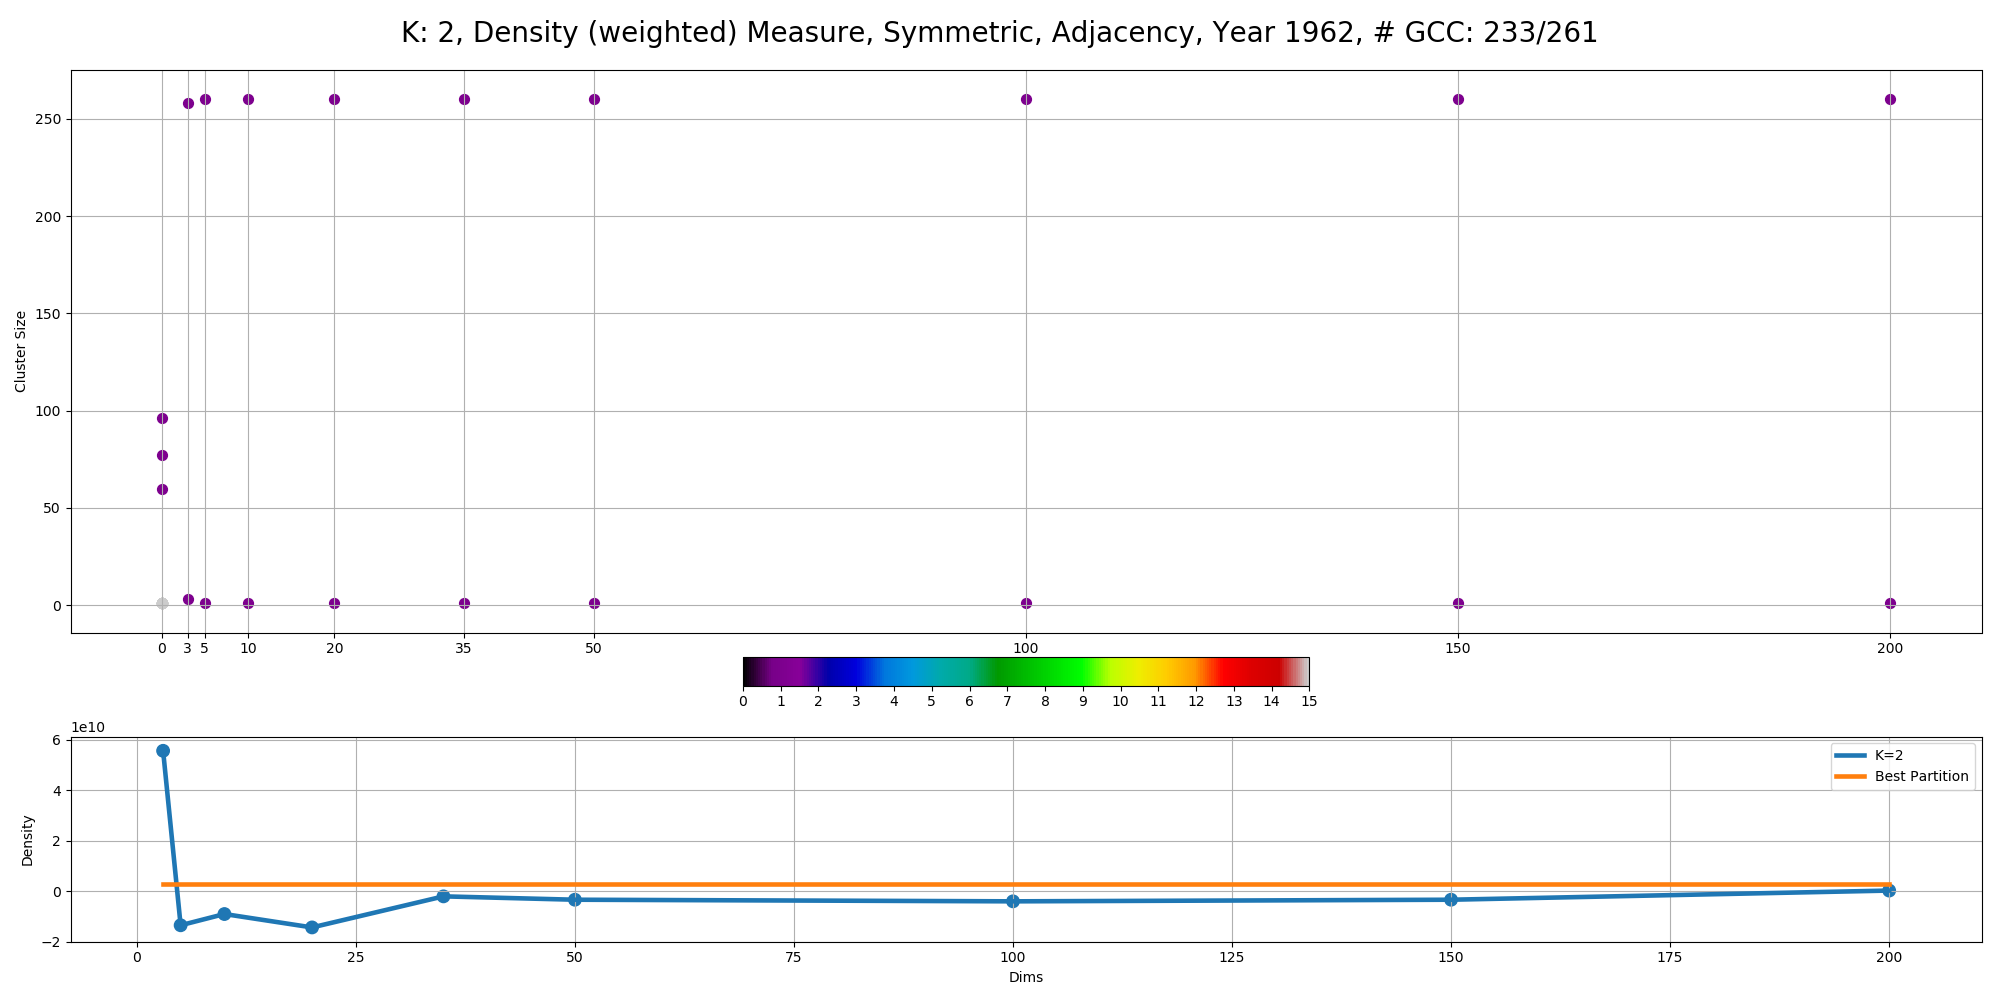 K: 2, Density (weighted) Measure, Symmetric, Adjacency, Year 1962, # GCC: 233/261
250
200
150
100
50
0
Cluster Size
0 3 5 10 20 35 50 100 150 200
0 1 2 3 4 5 6 7 8 9 10 11 12 13 14 15
1e10
6
4
2
0
−2
Density
K=2
Best Partition
0 25 50 75 100 125 150 175 200
Dims